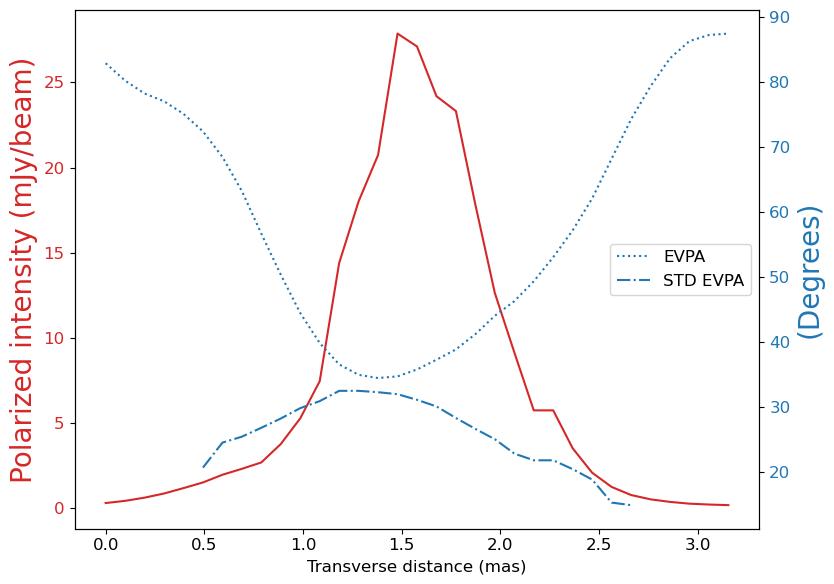 Polarized intensity (mJy/beam)
25
20
15
10
5
0
0.0 0.5 1.0 1.5 2.0 2.5 3.0
Transverse distance (mas)
EVPA
STD EVPA
90
80
70
60
50
40
30
20
(Degrees)